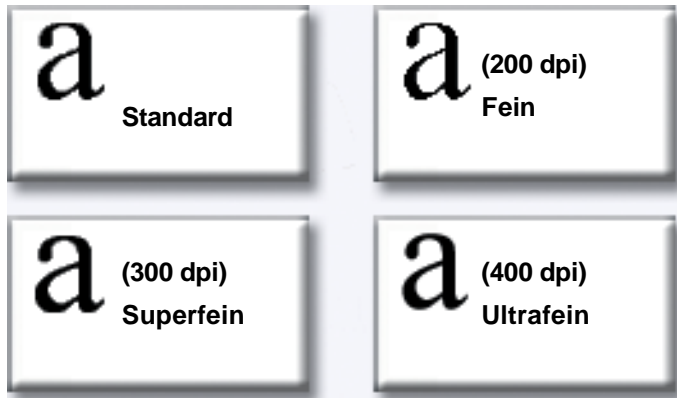 a
Standard
a
(200 dpi)
Fein
a
(300 dpi)
Superfein
a
(400 dpi)
Ultrafein